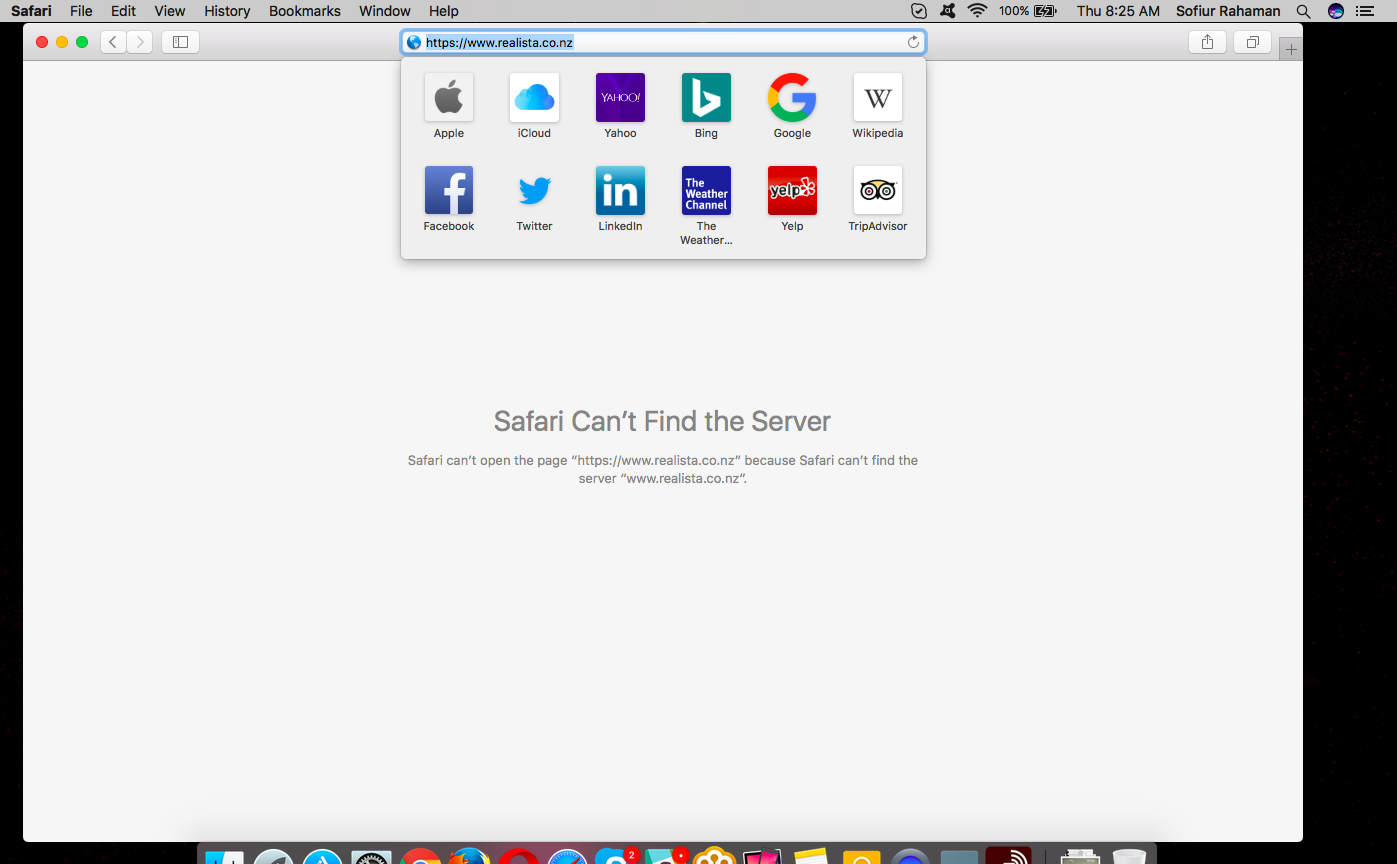 Safari File Edit View History Bookmarks Window Help 100% Thu 8:25 AM Sofiur Rahaman
https://www.realista.co.nz
YAHOO! W
Apple iCloud Yahoo Bing Google Wikipedia
f in The Weather Channel yelp
Facebook Twitter LinkedIn The Weather... Yelp TripAdvisor
Safari Can’t Find the Server
Safari can’t open the page “https://www.realista.co.nz” because Safari can’t find the
server “www.realista.co.nz”.
2